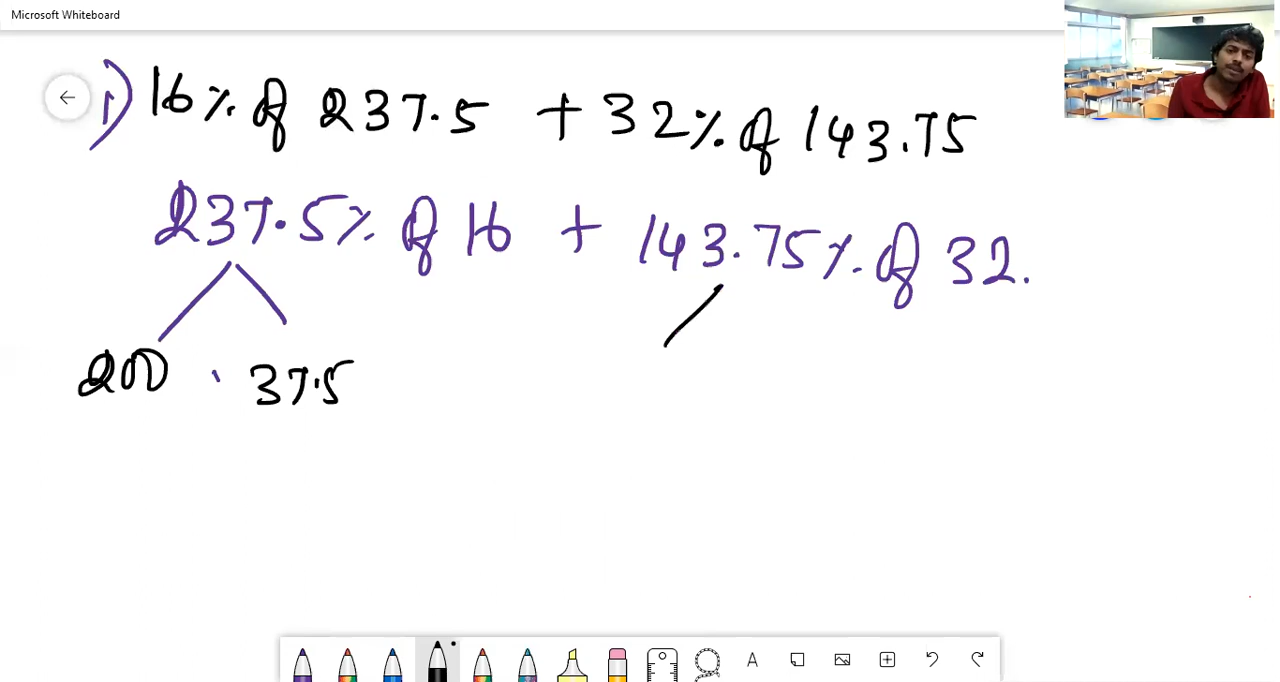 Microsoft Whiteboard
1) 16% of 237.5 + 32% of 143.75
237.5% of 16 + 143.75% of 32.
200 37.5
A